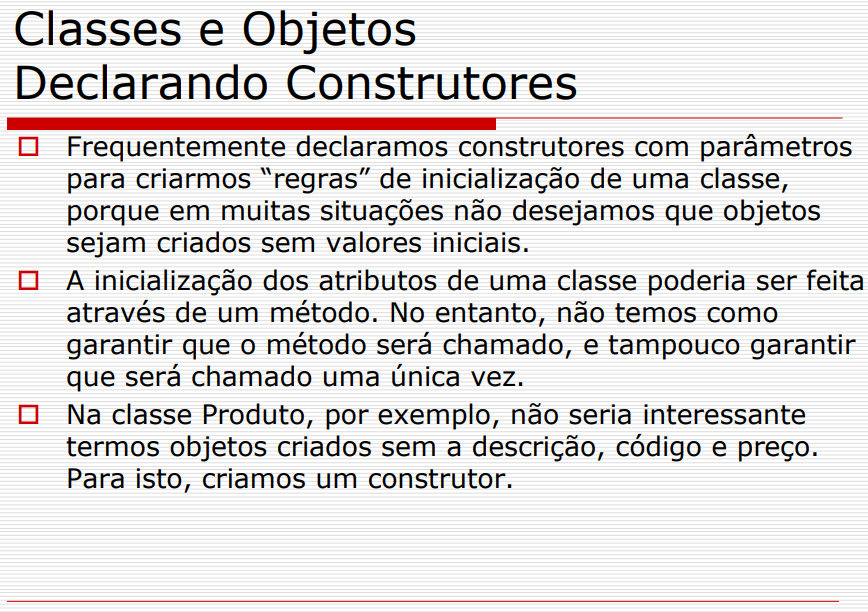 Classes e Objetos
Declarando Construtores
Frequentemente declaramos construtores com parâmetros
para criarmos “regras” de inicialização de uma classe,
porque em muitas situações não desejamos que objetos
sejam criados sem valores iniciais.
A inicialização dos atributos de uma classe poderia ser feita
através de um método. No entanto, não temos como
garantir que o método será chamado, e tampouco garantir
que será chamado uma única vez.
Na classe Produto, por exemplo, não seria interessante
termos objetos criados sem a descrição, código e preço.
Para isto, criamos um construtor.